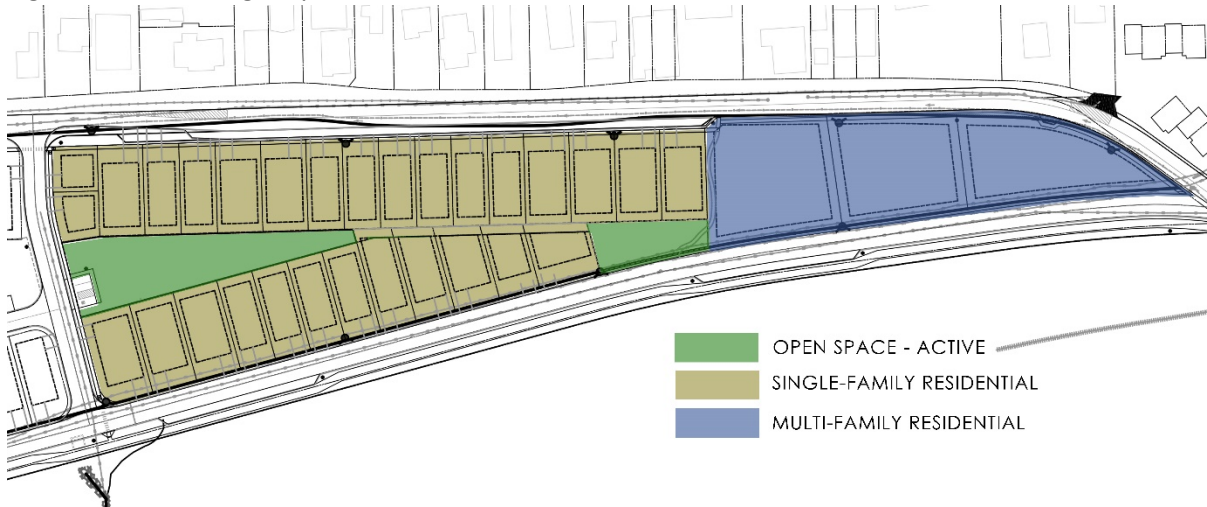 OPEN SPACE - ACTIVE
SINGLE-FAMILY RESIDENTIAL
MULTI-FAMILY RESIDENTIAL